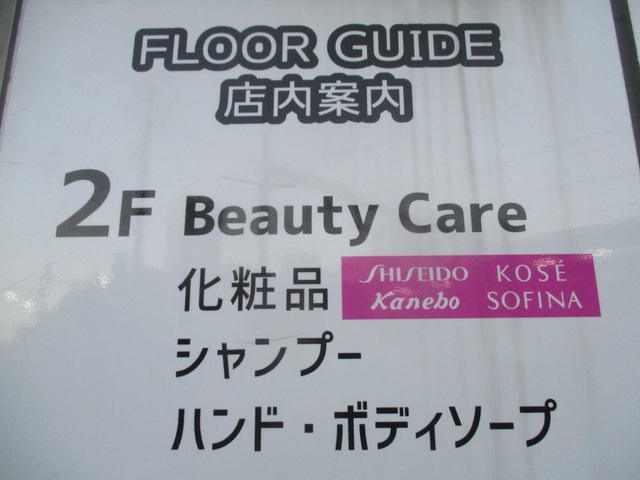 FLOOR GUIDE
店内案内
2F Beauty Care
化粧品 SHISEIDO KOSÉ
Kanebo SOFINA
シャンプー
ハンド・ボディソープ